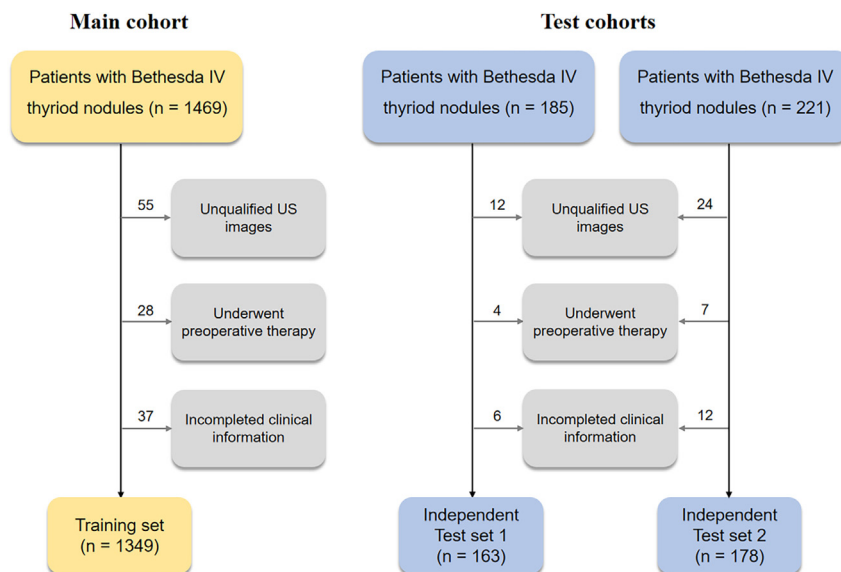 Main cohort
Test cohorts
Patients with Bethesda IV
thyriod nodules (n = 1469)
Patients with Bethesda IV
thyriod nodules (n = 185)
Patients with Bethesda IV
thyriod nodules (n = 221)
55
Unqualified US
images
12
Unqualified US
images
24
28
Underwent
preoperative therapy
4
Underwent
preoperative therapy
7
37
Incompleted clinical
information
6
Incompleted clinical
information
12
Training set
(n = 1349)
Independent
Test set 1
(n = 163)
Independent
Test set 2
(n = 178)